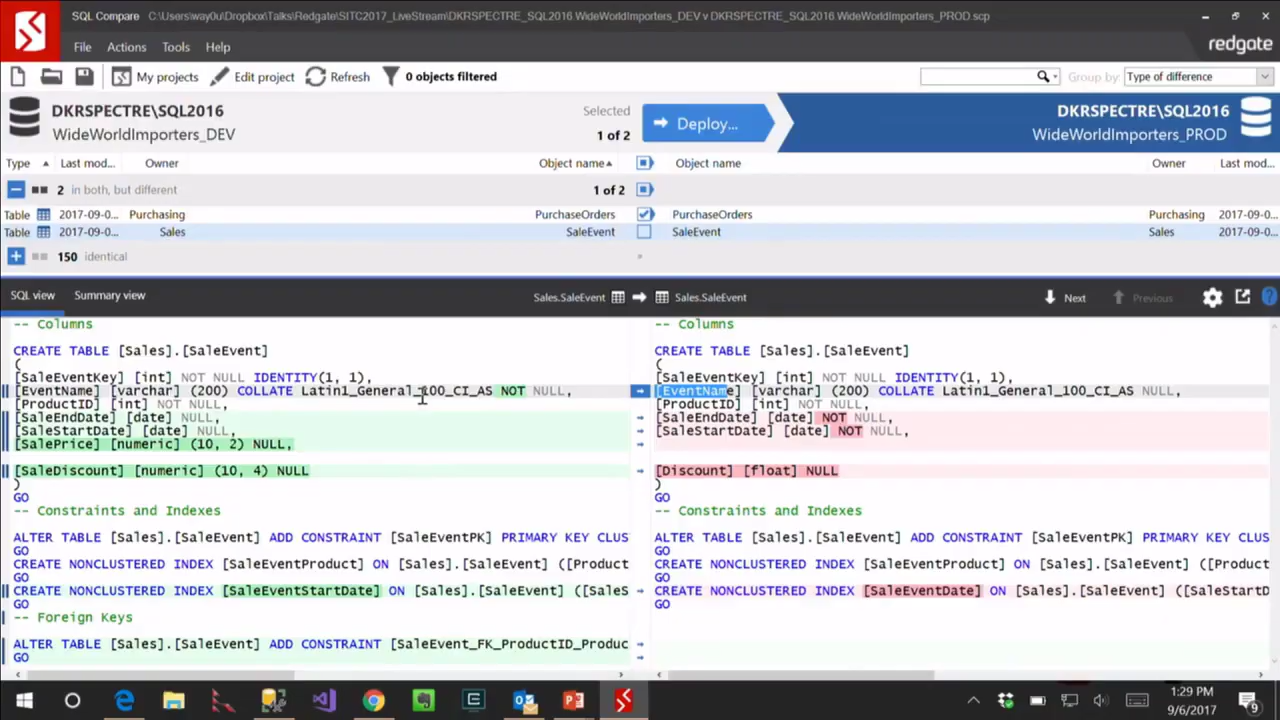 SQL Compare C:\Users\way0u\Dropbox\Talks\Redgate\SITC2017_LiveStream\DKRSPECTRE_SQL2016 WideWorldImporters_DEV v DKRSPECTRE_SQL2016 WideWorldImporters_PROD.scp
File Actions Tools Help
redgate
My projects Edit project Refresh 0 objects filtered Group by: Type of difference
DKRSPECTRE\SQL2016 Selected Deploy... DKRSPECTRE\SQL2016
WideWorldImporters_DEV 1 of 2 WideWorldImporters_PROD
Type Last mod... Owner Object name Object name Owner Last mod...
2 in both, but different 1 of 2
Table 2017-09-0... Purchasing PurchaseOrders PurchaseOrders Purchasing 2017-09-0...
Table 2017-09-0... Sales SaleEvent SaleEvent Sales 2017-09-0...
150 identical
SQL view Summary view Sales.SaleEvent Sales.SaleEvent Next Previous
-- Columns -- Columns
CREATE TABLE [Sales].[SaleEvent] CREATE TABLE [Sales].[SaleEvent]
( (
[SaleEventKey] [int] NOT NULL IDENTITY(1, 1), [SaleEventKey] [int] NOT NULL IDENTITY(1, 1),
[EventName] [varchar] (200) COLLATE Latin1_General_100_CI_AS NOT NULL, [EventName] [varchar] (200) COLLATE Latin1_General_100_CI_AS NULL,
[ProductID] [int] NOT NULL, [ProductID] [int] NOT NULL,
[SaleEndDate] [date] NULL, [SaleEndDate] [date] NOT NULL,
[SaleStartDate] [date] NULL, [SaleStartDate] [date] NOT NULL,
[SalePrice] [numeric] (10, 2) NULL,
[SaleDiscount] [numeric] (10, 4) NULL [Discount] [float] NULL
) )
GO GO
-- Constraints and Indexes -- Constraints and Indexes
ALTER TABLE [Sales].[SaleEvent] ADD CONSTRAINT [SaleEventPK] PRIMARY KEY CLUS ALTER TABLE [Sales].[SaleEvent] ADD CONSTRAINT [SaleEventPK] PRIMARY KEY CLUS
GO GO
CREATE NONCLUSTERED INDEX [SaleEventProduct] ON [Sales].[SaleEvent] ([Product CREATE NONCLUSTERED INDEX [SaleEventProduct] ON [Sales].[SaleEvent] ([Product
GO GO
CREATE NONCLUSTERED INDEX [SaleEventStartDate] ON [Sales].[SaleEvent] ([SaleS CREATE NONCLUSTERED INDEX [SaleEventDate] ON [Sales].[SaleEvent] ([SaleStartD
GO GO
-- Foreign Keys
ALTER TABLE [Sales].[SaleEvent] ADD CONSTRAINT [SaleEvent_FK_ProductID_Produc
GO
1:29 PM
9/6/2017 9